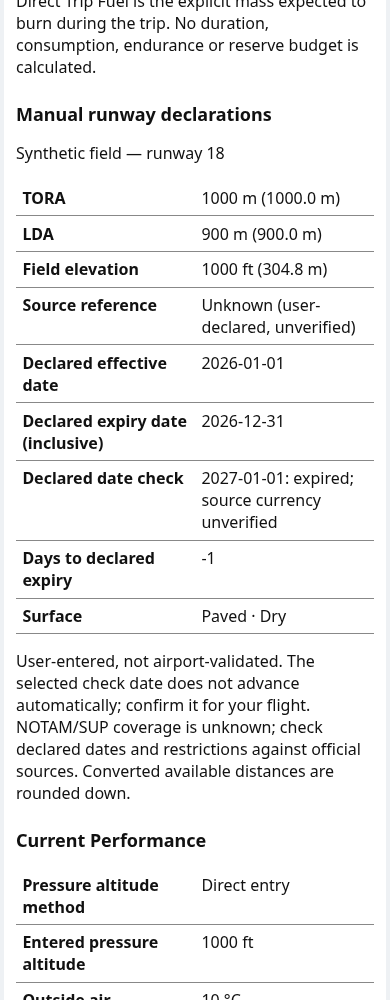 Direct Trip Fuel is the explicit mass expected to
burn during the trip. No duration,
consumption, endurance or reserve budget is
calculated.
Manual runway declarations
Synthetic field — runway 18
TORA 1000 m (1000.0 m)
LDA 900 m (900.0 m)
Field elevation 1000 ft (304.8 m)
Source reference Unknown (user-
declared, unverified)
Declared effective 2026-01-01
date
Declared expiry date 2026-12-31
(inclusive)
Declared date check 2027-01-01: expired;
source currency
unverified
Days to declared -1
expiry
Surface Paved · Dry
User-entered, not airport-validated. The
selected check date does not advance
automatically; confirm it for your flight.
NOTAM/SUP coverage is unknown; check
declared dates and restrictions against official
sources. Converted available distances are
rounded down.
Current Performance
Pressure altitude Direct entry
method
Entered pressure 1000 ft
altitude
Outside air 10 °C